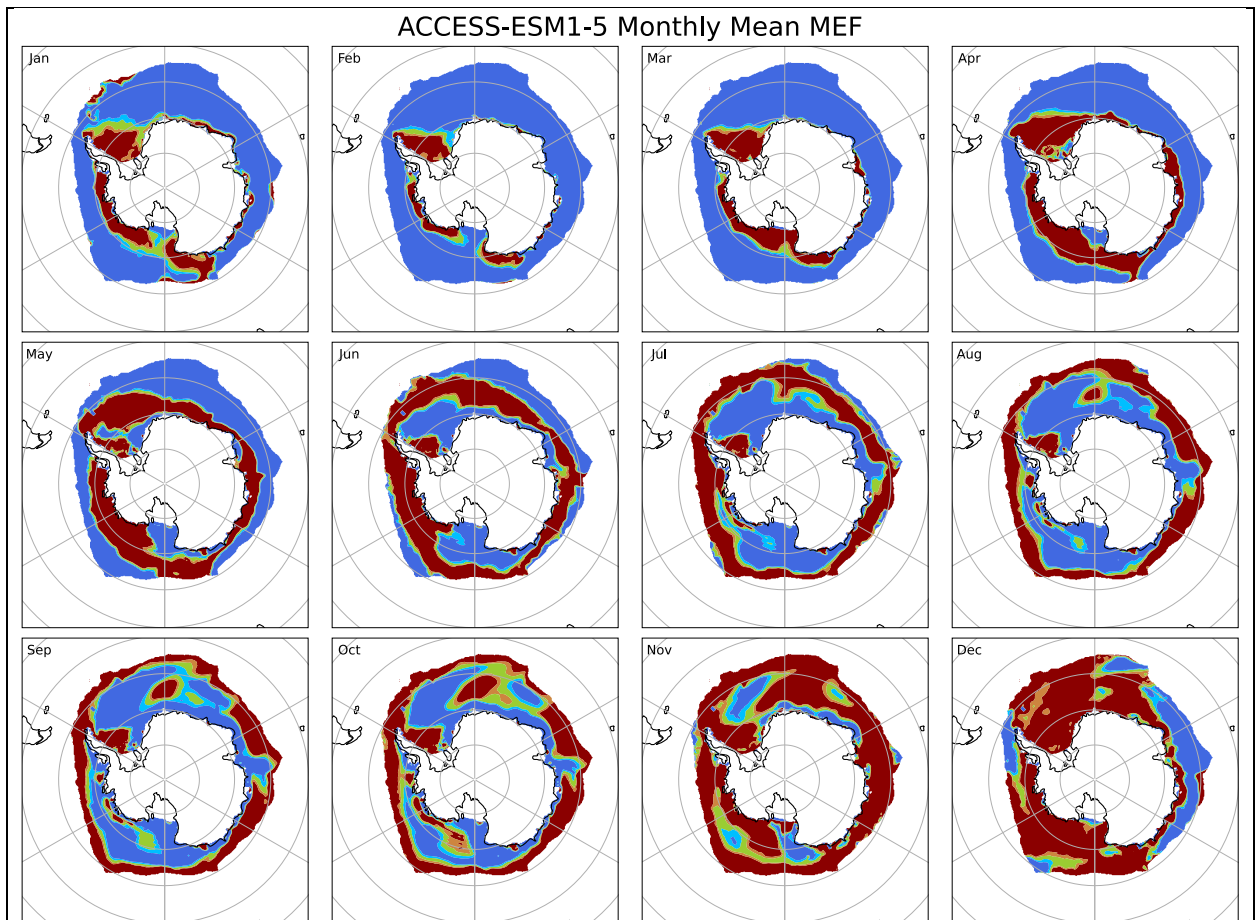 ACCESS-ESM1-5 Monthly Mean MEF
Jan
Feb
Mar
Apr
May
Jun
Jul
Aug
Sep
Oct
Nov
Dec